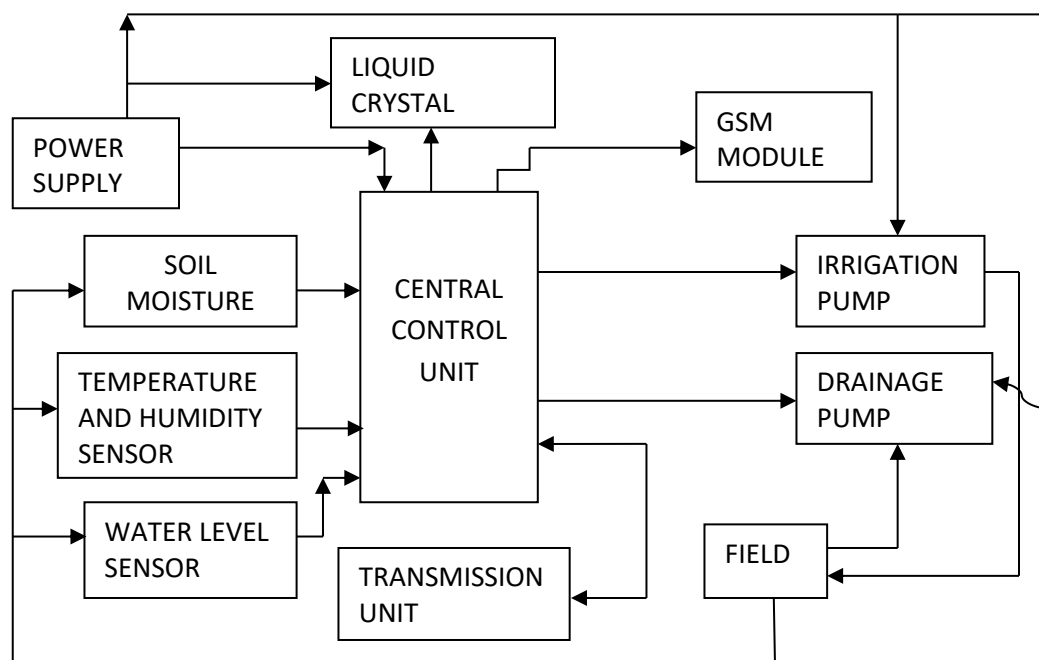 LIQUID
CRYSTAL
GSM
MODULE
POWER
SUPPLY
SOIL
MOISTURE
CENTRAL
CONTROL
UNIT
IRRIGATION
PUMP
TEMPERATURE
AND HUMIDITY
SENSOR
DRAINAGE
PUMP
WATER LEVEL
SENSOR
TRANSMISSION
UNIT
FIELD